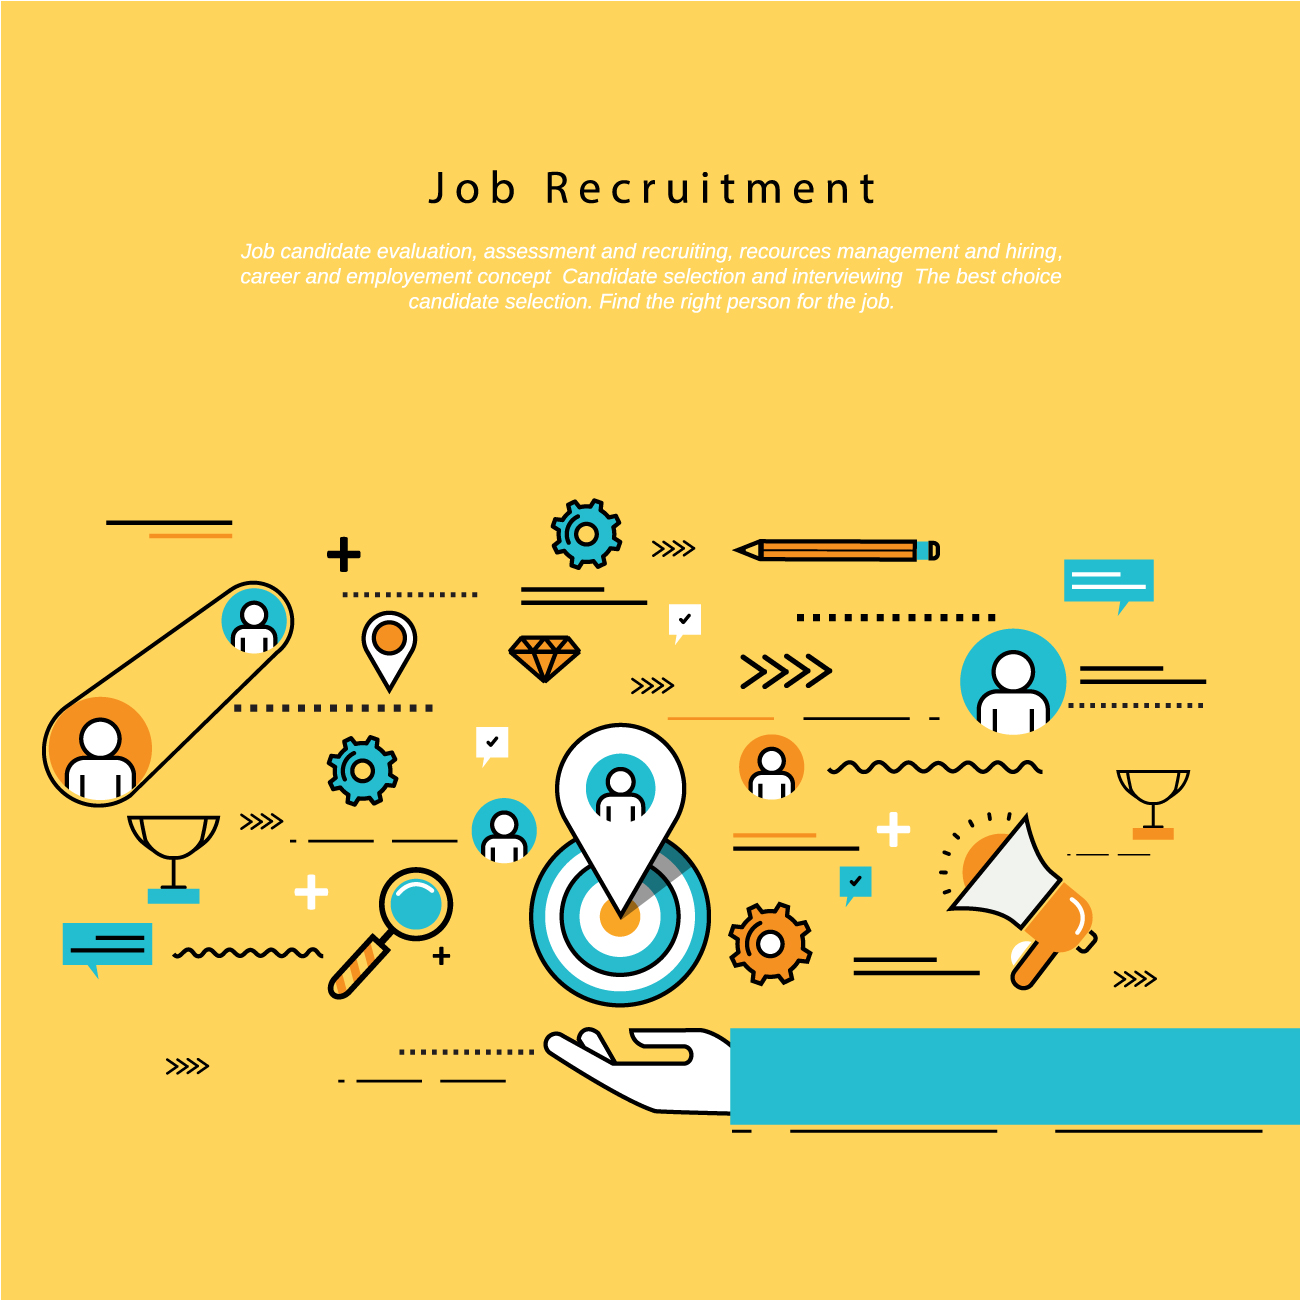 Job Recruitment
Job candidate evaluation, assessment and recruiting, recources management and hiring,
career and employement concept  Candidate selection and interviewing  The best choice
candidate selection. Find the right person for the job.